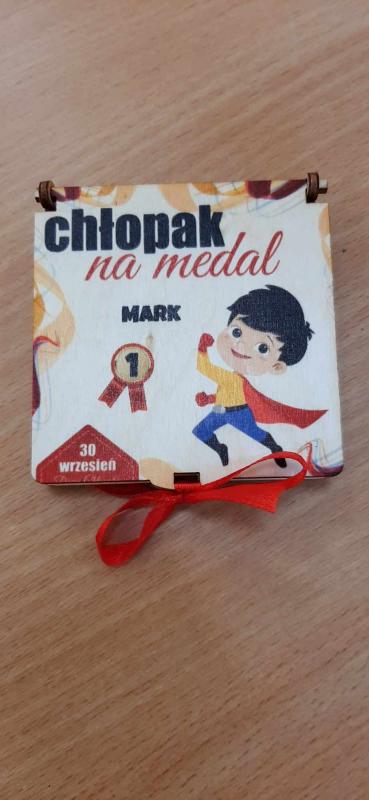 chłopak
na medal
MARK
1
30
wrzesień